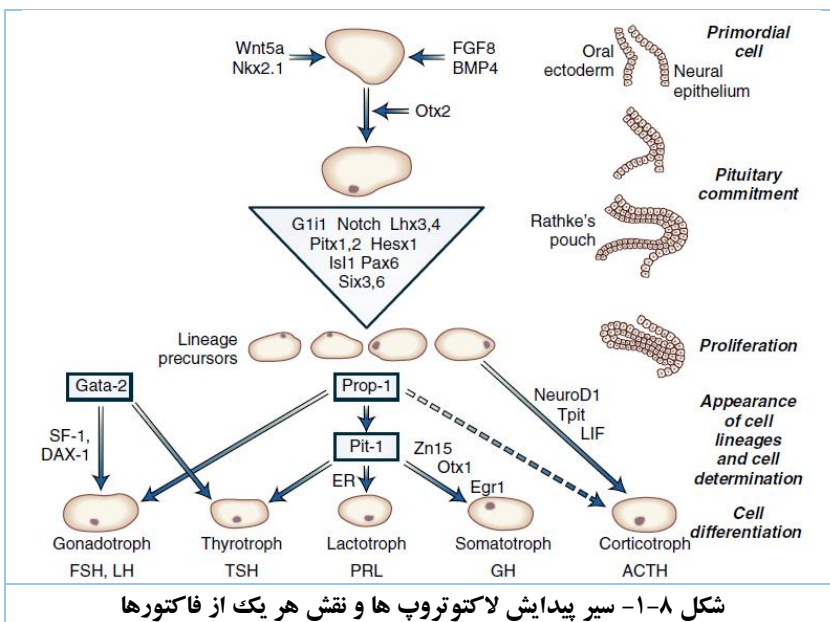 Wnt5a
Nkx2.1
FGF8
BMP4
Otx2
Oral
ectoderm
Neural
epithelium
Primordial
cell
Pituitary
commitment
G1i1 Notch Lhx3,4
Pitx1,2 Hesx1
Isl1 Pax6
Six3,6
Rathke's
pouch
Lineage
precursors
Proliferation
Gata-2
Prop-1
NeuroD1
Tpit
LIF
Appearance
of cell
lineages
and cell
determination
SF-1,
DAX-1
Pit-1
ER
Zn15
Otx1
Egr1
Cell
differentiation
Gonadotroph Thyrotroph Lactotroph Somatotroph Corticotroph
FSH, LH TSH PRL GH ACTH
شکل ۸-۱- سیر پیدایش لاکتوتروپ ها و نقش هر یک از فاکتورها